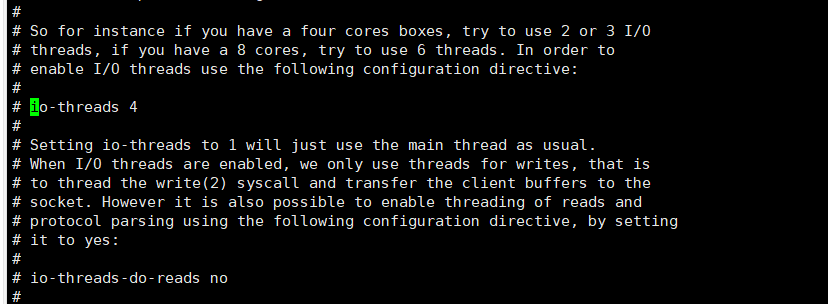 #
# So for instance if you have a four cores boxes, try to use 2 or 3 I/O
# threads, if you have a 8 cores, try to use 6 threads. In order to
# enable I/O threads use the following configuration directive:
#
# io-threads 4
#
# Setting io-threads to 1 will just use the main thread as usual.
# When I/O threads are enabled, we only use threads for writes, that is
# to thread the write(2) syscall and transfer the client buffers to the
# socket. However it is also possible to enable threading of reads and
# protocol parsing using the following configuration directive, by setting
# it to yes:
#
# io-threads-do-reads no
#